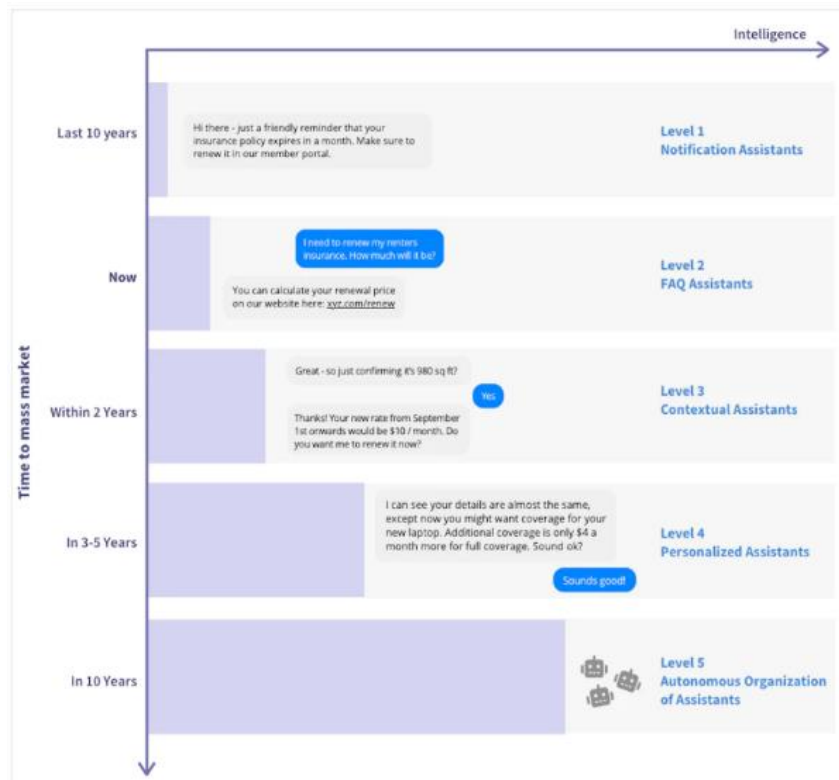 Intelligence
Time to mass market
Last 10 years
Hi there - just a friendly reminder that your
insurance policy expires in a month. Make sure to
renew it in our member portal.
Level 1
Notification Assistants
Now
I need to renew my renters
insurance. How much will it be?
You can calculate your renewal price
on our website here: xyz.com/renew
Level 2
FAQ Assistants
Within 2 Years
Great - so just confirming it's 980 sq ft?
Yes
Thanks! Your new rate from September
1st onwards would be $10 / month. Do
you want me to renew it now?
Level 3
Contextual Assistants
In 3-5 Years
I can see your details are almost the same,
except now you might want coverage for your
new laptop. Additional coverage is only $4 a
month more for full coverage. Sound ok?
Sounds good!
Level 4
Personalized Assistants
In 10 Years
Level 5
Autonomous Organization
of Assistants